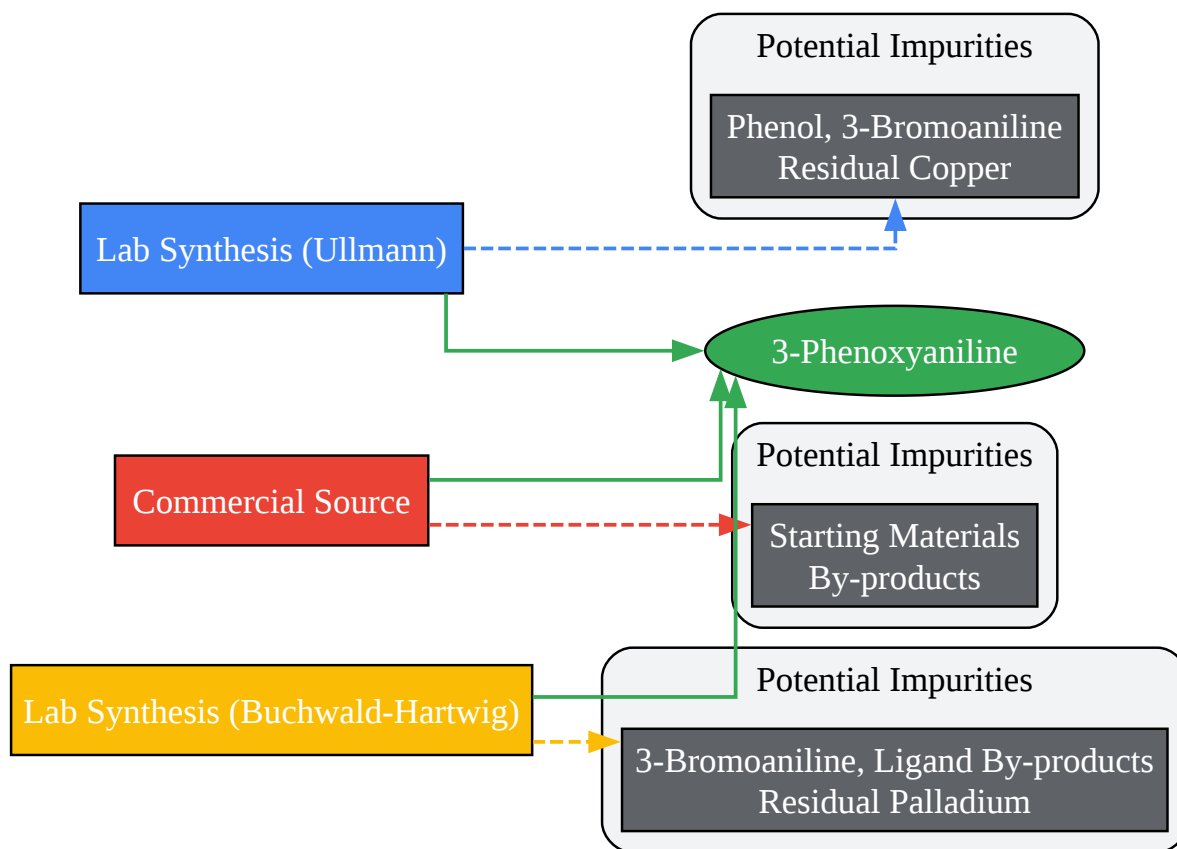 Potential Impurities
Phenol, 3-Bromoaniline
Residual Copper
Lab Synthesis (Ullmann)
3-Phenoxyaniline
Potential Impurities
Commercial Source
Starting Materials
By-products
Potential Impurities
Lab Synthesis (Buchwald-Hartwig)
3-Bromoaniline, Ligand By-products
Residual Palladium